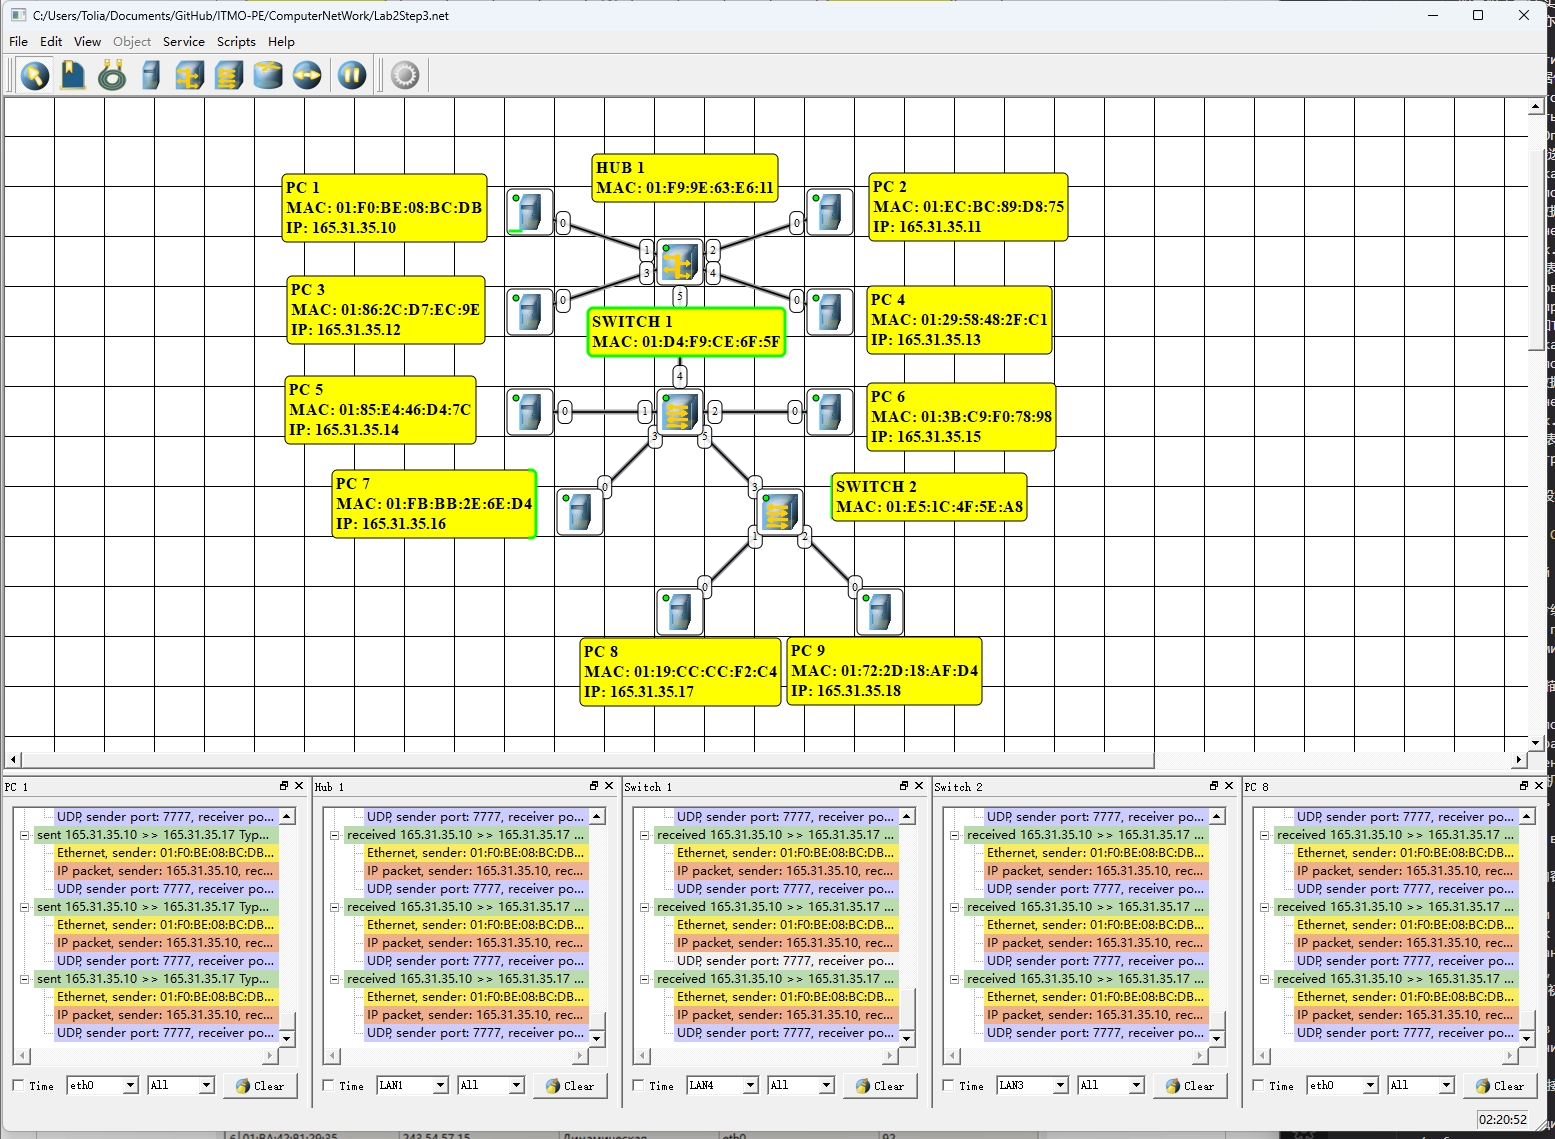 C:/Users/Tolia/Documents/GitHub/ITMO-PE/ComputerNetWork/Lab2Step3.net
File Edit View Object Service Scripts Help
HUB 1
MAC: 01:F9:9E:63:E6:11
PC 1
MAC: 01:F0:BE:08:BC:DB
IP: 165.31.35.10
PC 2
MAC: 01:EC:BC:89:D8:75
IP: 165.31.35.11
0 0
1 2
3 4
0 0
5
PC 3
MAC: 01:86:2C:D7:EC:9E
IP: 165.31.35.12
PC 4
MAC: 01:29:58:48:2F:C1
IP: 165.31.35.13
SWITCH 1
MAC: 01:D4:F9:CE:6F:5F
4
PC 5
MAC: 01:85:E4:46:D4:7C
IP: 165.31.35.14
0 1 2 0
3 5
PC 6
MAC: 01:3B:C9:F0:78:98
IP: 165.31.35.15
PC 7
MAC: 01:FB:BB:2E:6E:D4
IP: 165.31.35.16
0 3
SWITCH 2
MAC: 01:E5:1C:4F:5E:A8
1 2
0 0
PC 8
MAC: 01:19:CC:CC:F2:C4
IP: 165.31.35.17
PC 9
MAC: 01:72:2D:18:AF:D4
IP: 165.31.35.18
PC 1
UDP, sender port: 7777, receiver po...
sent 165.31.35.10 >> 165.31.35.17 Typ...
Ethernet, sender: 01:F0:BE:08:BC:DB...
IP packet, sender: 165.31.35.10, rec...
UDP, sender port: 7777, receiver po...
sent 165.31.35.10 >> 165.31.35.17 Typ...
Ethernet, sender: 01:F0:BE:08:BC:DB...
IP packet, sender: 165.31.35.10, rec...
UDP, sender port: 7777, receiver po...
sent 165.31.35.10 >> 165.31.35.17 Typ...
Ethernet, sender: 01:F0:BE:08:BC:DB...
IP packet, sender: 165.31.35.10, rec...
UDP, sender port: 7777, receiver po...
Time eth0 All Clear
Hub 1
UDP, sender port: 7777, receiver po...
received 165.31.35.10 >> 165.31.35.17 ...
Ethernet, sender: 01:F0:BE:08:BC:DB...
IP packet, sender: 165.31.35.10, rec...
UDP, sender port: 7777, receiver po...
received 165.31.35.10 >> 165.31.35.17 ...
Ethernet, sender: 01:F0:BE:08:BC:DB...
IP packet, sender: 165.31.35.10, rec...
UDP, sender port: 7777, receiver po...
received 165.31.35.10 >> 165.31.35.17 ...
Ethernet, sender: 01:F0:BE:08:BC:DB...
IP packet, sender: 165.31.35.10, rec...
UDP, sender port: 7777, receiver po...
Time LAN1 All Clear
Switch 1
UDP, sender port: 7777, receiver po...
received 165.31.35.10 >> 165.31.35.17 ...
Ethernet, sender: 01:F0:BE:08:BC:DB...
IP packet, sender: 165.31.35.10, rec...
UDP, sender port: 7777, receiver po...
received 165.31.35.10 >> 165.31.35.17 ...
Ethernet, sender: 01:F0:BE:08:BC:DB...
IP packet, sender: 165.31.35.10, rec...
UDP, sender port: 7777, receiver po...
received 165.31.35.10 >> 165.31.35.17 ...
Ethernet, sender: 01:F0:BE:08:BC:DB...
IP packet, sender: 165.31.35.10, rec...
UDP, sender port: 7777, receiver po...
Time LAN4 All Clear
Switch 2
UDP, sender port: 7777, receiver po...
received 165.31.35.10 >> 165.31.35.17 ...
Ethernet, sender: 01:F0:BE:08:BC:DB...
IP packet, sender: 165.31.35.10, rec...
UDP, sender port: 7777, receiver po...
received 165.31.35.10 >> 165.31.35.17 ...
Ethernet, sender: 01:F0:BE:08:BC:DB...
IP packet, sender: 165.31.35.10, rec...
UDP, sender port: 7777, receiver po...
received 165.31.35.10 >> 165.31.35.17 ...
Ethernet, sender: 01:F0:BE:08:BC:DB...
IP packet, sender: 165.31.35.10, rec...
UDP, sender port: 7777, receiver po...
Time LAN3 All Clear
PC 8
UDP, sender port: 7777, receiver po...
received 165.31.35.10 >> 165.31.35.17 ...
Ethernet, sender: 01:F0:BE:08:BC:DB...
IP packet, sender: 165.31.35.10, rec...
UDP, sender port: 7777, receiver po...
received 165.31.35.10 >> 165.31.35.17 ...
Ethernet, sender: 01:F0:BE:08:BC:DB...
IP packet, sender: 165.31.35.10, rec...
UDP, sender port: 7777, receiver po...
received 165.31.35.10 >> 165.31.35.17 ...
Ethernet, sender: 01:F0:BE:08:BC:DB...
IP packet, sender: 165.31.35.10, rec...
UDP, sender port: 7777, receiver po...
Time eth0 All Clear
02:20:52